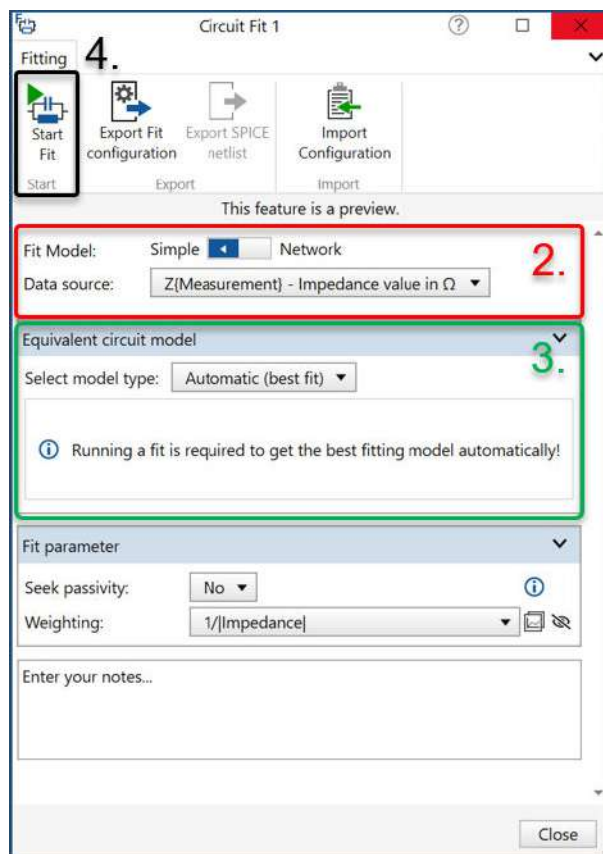 Circuit Fit 1
?
Fitting
4.
Start Fit
Export Fit configuration
Export SPICE netlist
Import Configuration
Start
Export
Import
This feature is a preview.
2.
Fit Model: Simple Network
Data source: Z{Measurement} - Impedance value in Ω
Equivalent circuit model
3.
Select model type: Automatic (best fit)
Running a fit is required to get the best fitting model automatically!
Fit parameter
Seek passivity: No
Weighting: 1/|Impedance|
Enter your notes...
Close